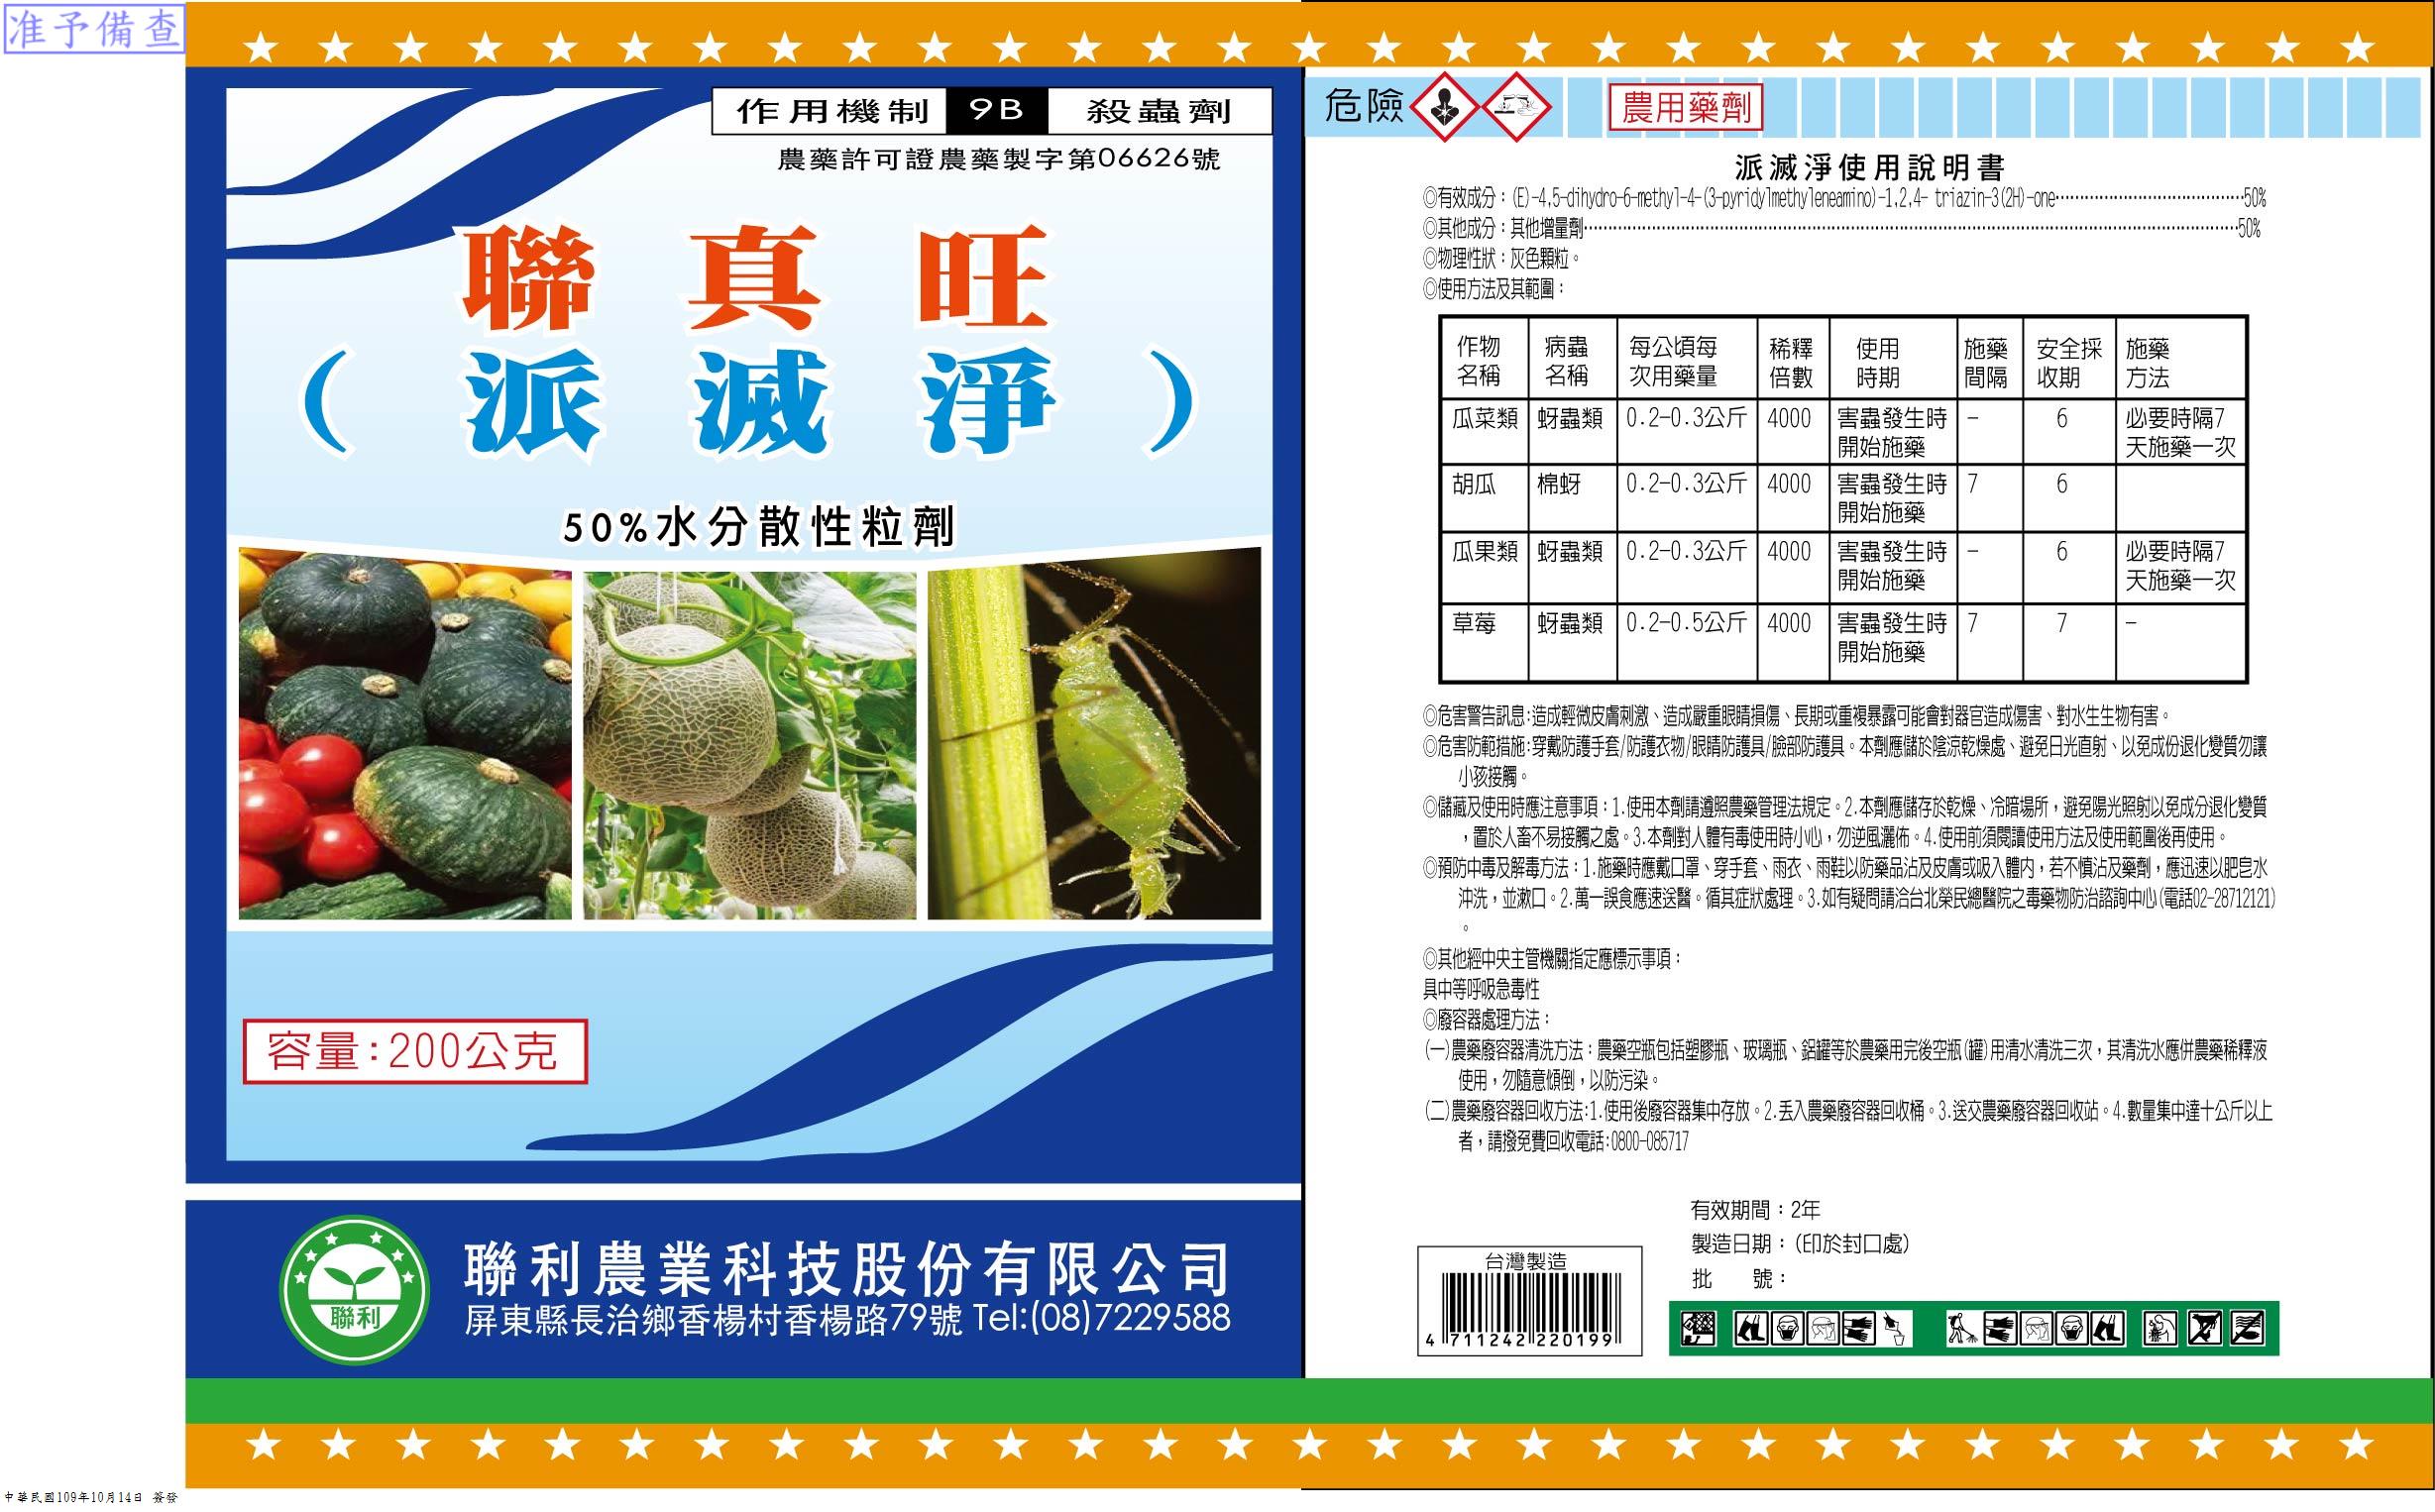 准予備查
作用機制 9B 殺蟲劑
農藥許可證農藥製字第06626號
聯真旺
(派滅淨)
50%水分散性粒劑
容量:200公克
聯利
聯利農業科技股份有限公司
屏東縣長治鄉香楊村香楊路79號 Tel:(08)7229588
危險
農用藥劑
派滅淨使用說明書
◎有效成分：(E)-4,5-dihydro-6-methyl-4-(3-pyridylmethyleneamino)-1,2,4- triazin-3(2H)-one……………………………………50%
◎其他成分：其他增量劑……………………………………………………………………………………50%
◎物理性狀：灰色顆粒。
◎使用方法及其範圍：
作物名稱 病蟲名稱 每公頃每次用藥量 稀釋倍數 使用時期 施藥間隔 安全採收期 施藥方法
瓜菜類 蚜蟲類 0.2-0.3公斤 4000 害蟲發生時開始施藥 - 6 必要時隔7天施藥一次
胡瓜 棉蚜 0.2-0.3公斤 4000 害蟲發生時開始施藥 7 6
瓜果類 蚜蟲類 0.2-0.3公斤 4000 害蟲發生時開始施藥 - 6 必要時隔7天施藥一次
草莓 蚜蟲類 0.2-0.5公斤 4000 害蟲發生時開始施藥 7 7 -
◎危害警告訊息:造成輕微皮膚刺激、造成嚴重眼睛損傷、長期或重複暴露可能會對器官造成傷害、對水生生物有害。
◎危害防範措施:穿戴防護手套/防護衣物/眼睛防護具/臉部防護具。本劑應儲於陰涼乾燥處、避免日光直射、以免成份退化變質勿讓
小孩接觸。
◎儲藏及使用時應注意事項：1.使用本劑請遵照農藥管理法規定。2.本劑應儲存於乾燥、冷暗場所，避免陽光照射以免成分退化變質
，置於人畜不易接觸之處。3.本劑對人體有毒使用時小心，勿逆風灑佈。4.使用前須閱讀使用方法及使用範圍後再使用。
◎預防中毒及解毒方法：1.施藥時應戴口罩、穿手套、雨衣、雨鞋以防藥品沾及皮膚或吸入體內，若不慎沾及藥劑，應迅速以肥皂水
沖洗，並漱口。2.萬一誤食應速送醫。循其症狀處理。3.如有疑問請洽台北榮民總醫院之毒藥物防治諮詢中心(電話02-28712121)
。
◎其他經中央主管機關指定應標示事項：
具中等呼吸急毒性
◎廢容器處理方法：
(一)農藥廢容器清洗方法：農藥空瓶包括塑膠瓶、玻璃瓶、鋁罐等於農藥用完後空瓶(罐)用清水清洗三次，其清洗水應併農藥稀釋液
使用，勿隨意傾倒，以防污染。
(二)農藥廢容器回收方法:1.使用後廢容器集中存放。2.丟入農藥廢容器回收桶。3.送交農藥廢容器回收站。4.數量集中達十公斤以上
者，請撥免費回收電話:0800-085717
有效期間：2年
製造日期：(印於封口處)
批　　號：
台灣製造
4 711242 220199
中華民國109年10月14日 簽發